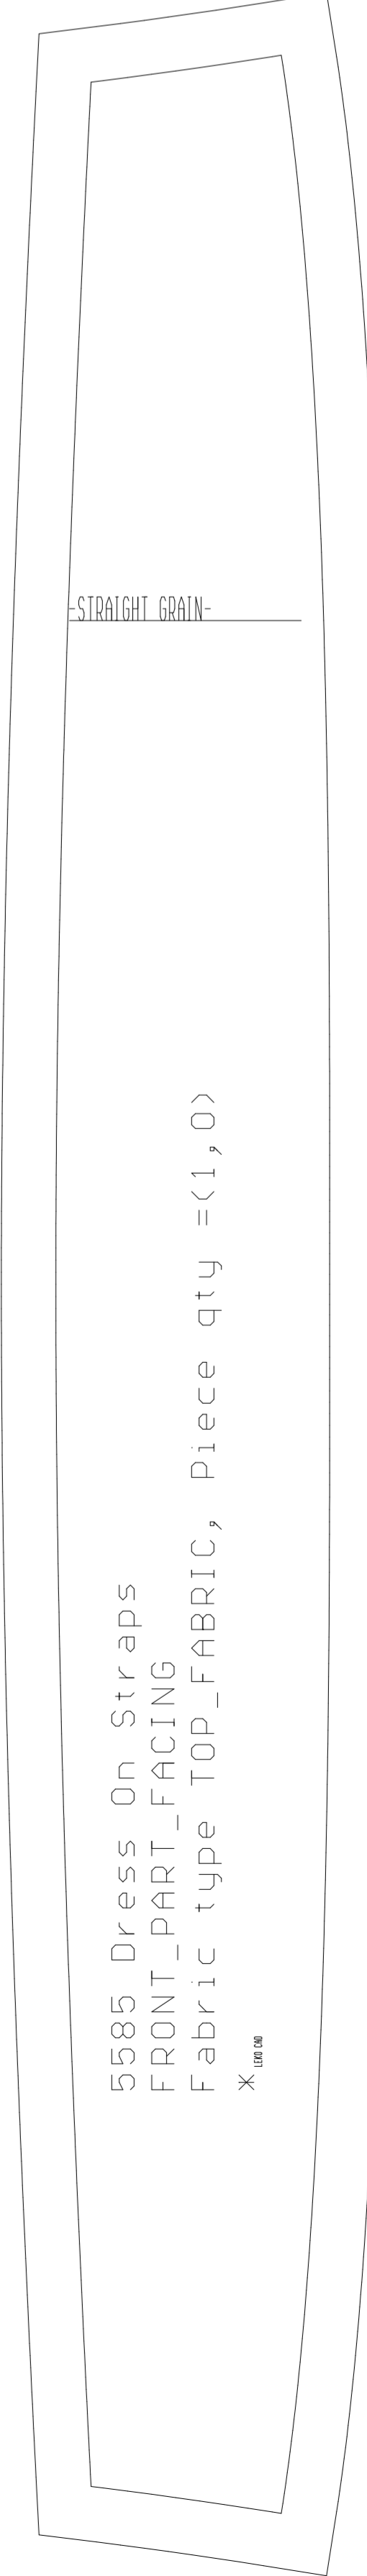 -STRAIGHT GRAIN-
5585 Dress On Straps
FRONT_PART_FACING
Fabric type TOP_FABRIC, Piece qty =(1,0)
* LEKO CAD